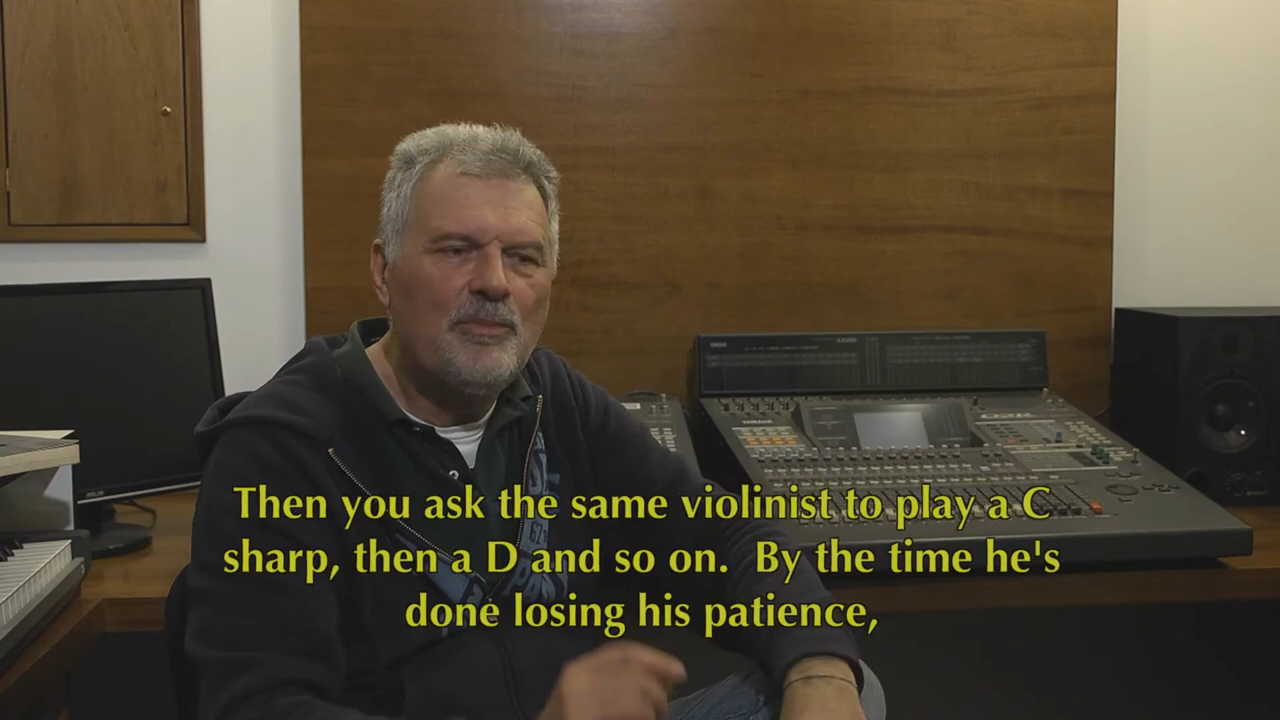 YAMAHA
Then you ask the same violinist to play a C
sharp, then a D and so on.  By the time he's
done losing his patience,